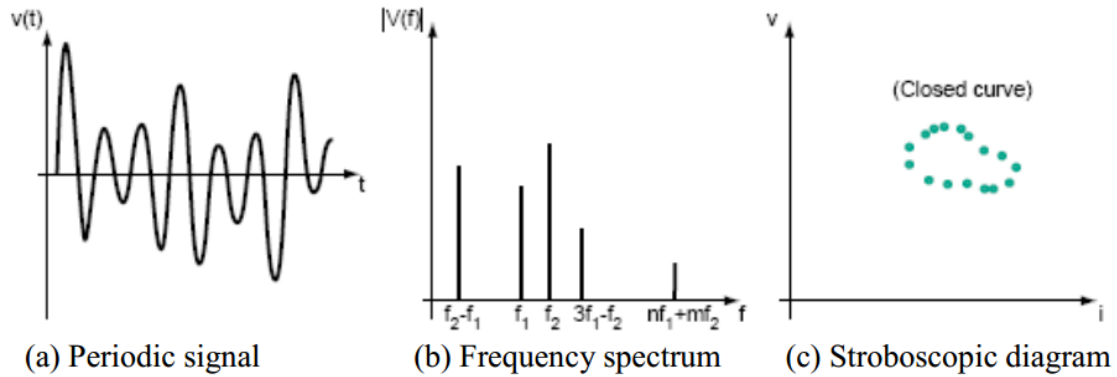 v(t)
t
(a) Periodic signal
|V(f)|
f₂-f₁ f₁ f₂ 3f₁-f₂ nf₁+mf₂ f
(b) Frequency spectrum
v
(Closed curve)
i
(c) Stroboscopic diagram